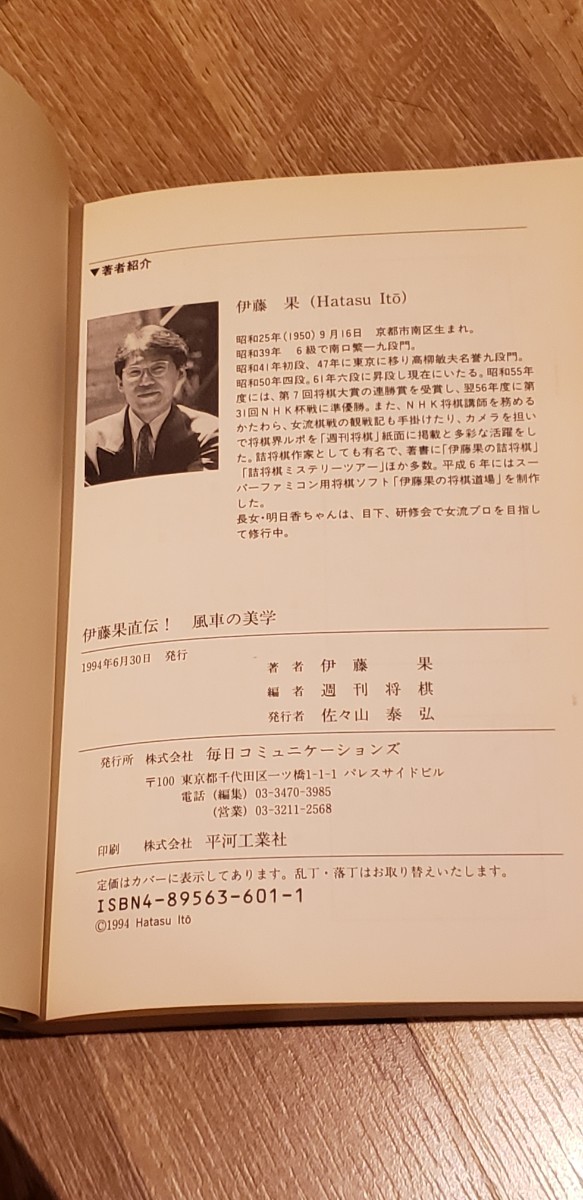 ▼著者紹介
伊藤　果 (Hatasu Itō)
昭和25年(1950) 9月16日　京都市南区生まれ。
昭和39年　6級で南口繁一九段門。
昭和41年初段、47年に東京に移り高柳敏夫名誉九段門。
昭和50年四段。61年六段に昇段し現在にいたる。昭和55年
度には、第7回将棋大賞の連勝賞を受賞し、翌56年度に第
31回NHK杯戦に準優勝。また、NHK将棋講師を務める
かたわら、女流棋戦の観戦記も手掛けたり、カメラを担い
で将棋界ルポを「週刊将棋」紙面に掲載と多彩な活躍をし
た。詰将棋作家としても有名で、著書に「伊藤果の詰将棋」
「詰将棋ミステリーツアー」ほか多数。平成6年にはスー
パーファミコン用将棋ソフト「伊藤果の将棋道場」を制作
した。
長女・明日香ちゃんは、目下、研修会で女流プロを目指し
て修行中。
伊藤果直伝！　風車の美学
1994年6月30日　発行
著者　伊藤　果
編者　週刊将棋
発行者　佐々山泰弘
発行所　株式会社　毎日コミュニケーションズ
〒100 東京都千代田区一ツ橋1-1-1 パレスサイドビル
電話 (編集) 03-3470-3985
(営業) 03-3211-2568
印刷　株式会社　平河工業社
定価はカバーに表示してあります。乱丁・落丁はお取り替えいたします。
ISBN4-89563-601-1
©1994 Hatasu Itō